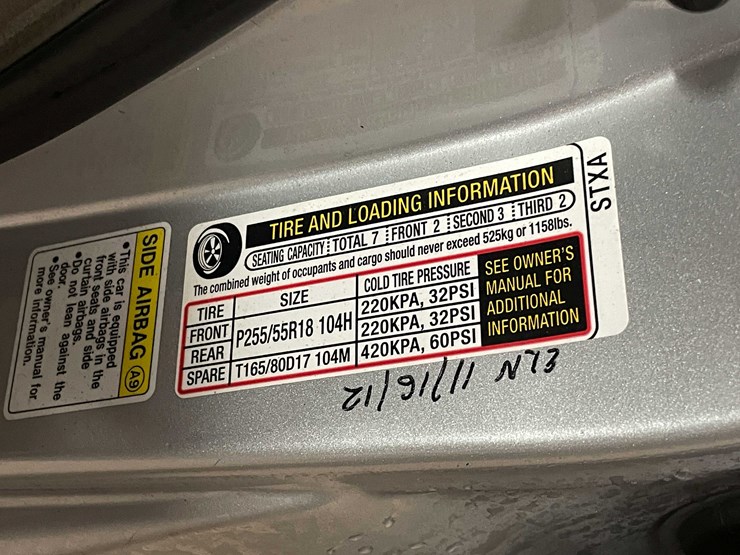 SIDE AIRBAG A9
•This car is equipped
with side airbags in the
front seats and side
curtain airbags.
•Do not lean against the
door.
•See owner's manual for
more information.
TIRE AND LOADING INFORMATION
SEATING CAPACITY TOTAL 7 FRONT 2 SECOND 3 THIRD 2
The combined weight of occupants and cargo should never exceed 525kg or 1158lbs.
TIRE SIZE COLD TIRE PRESSURE
FRONT P255/55R18 104H 220KPA, 32PSI
REAR 220KPA, 32PSI
SPARE T165/80D17 104M 420KPA, 60PSI
SEE OWNER'S
MANUAL FOR
ADDITIONAL
INFORMATION
STXA
11/16/12